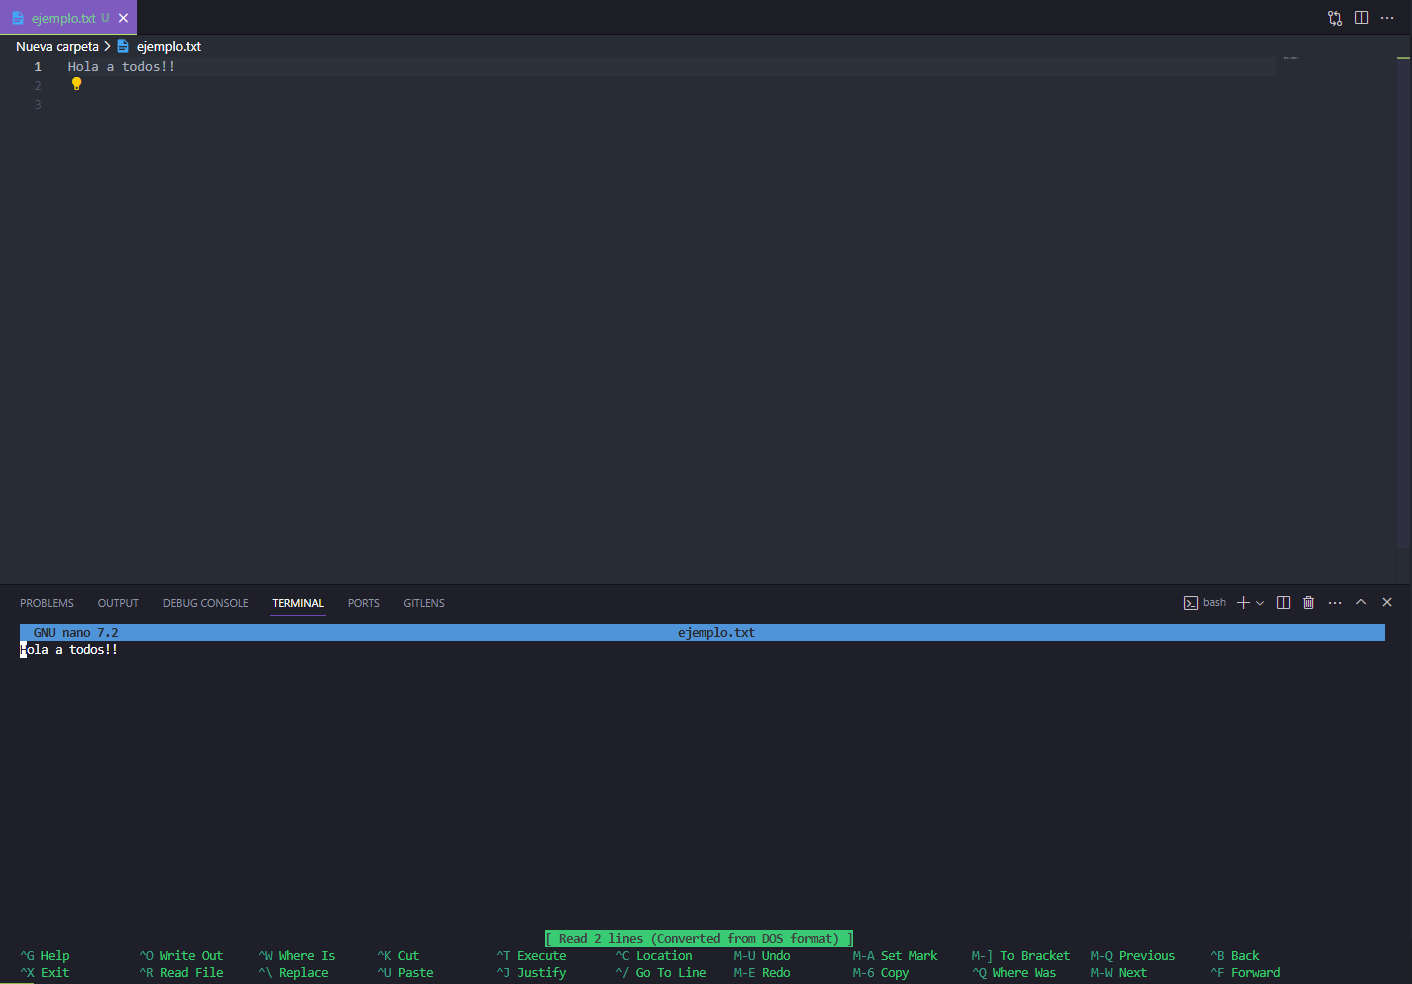 ejemplo.txt U
Nueva carpeta > ejemplo.txt
1 Hola a todos!!
2
3
PROBLEMS OUTPUT DEBUG CONSOLE TERMINAL PORTS GITLENS bash
GNU nano 7.2 ejemplo.txt
Hola a todos!!
[ Read 2 lines (Converted from DOS format) ]
^G Help ^O Write Out ^W Where Is ^K Cut ^T Execute ^C Location M-U Undo M-A Set Mark M-] To Bracket M-Q Previous ^B Back
^X Exit ^R Read File ^\ Replace ^U Paste ^J Justify ^/ Go To Line M-E Redo M-6 Copy ^Q Where Was M-W Next ^F Forward